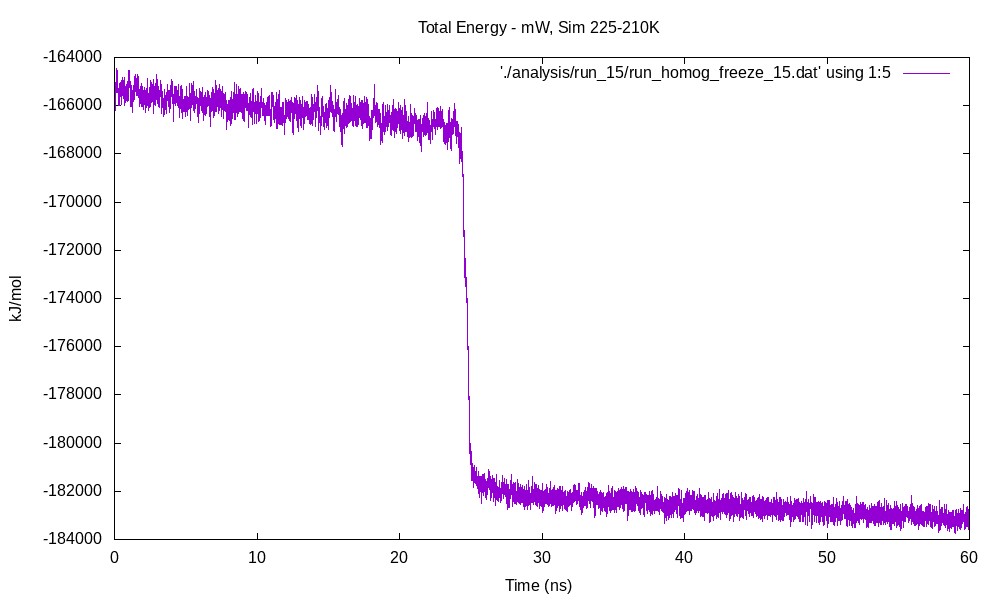 Total Energy - mW, Sim 225-210K
'./analysis/run_15/run_homog_freeze_15.dat' using 1:5
-164000
-166000
-168000
-170000
-172000
-174000
-176000
-178000
-180000
-182000
-184000
kJ/mol
0 10 20 30 40 50 60
Time (ns)